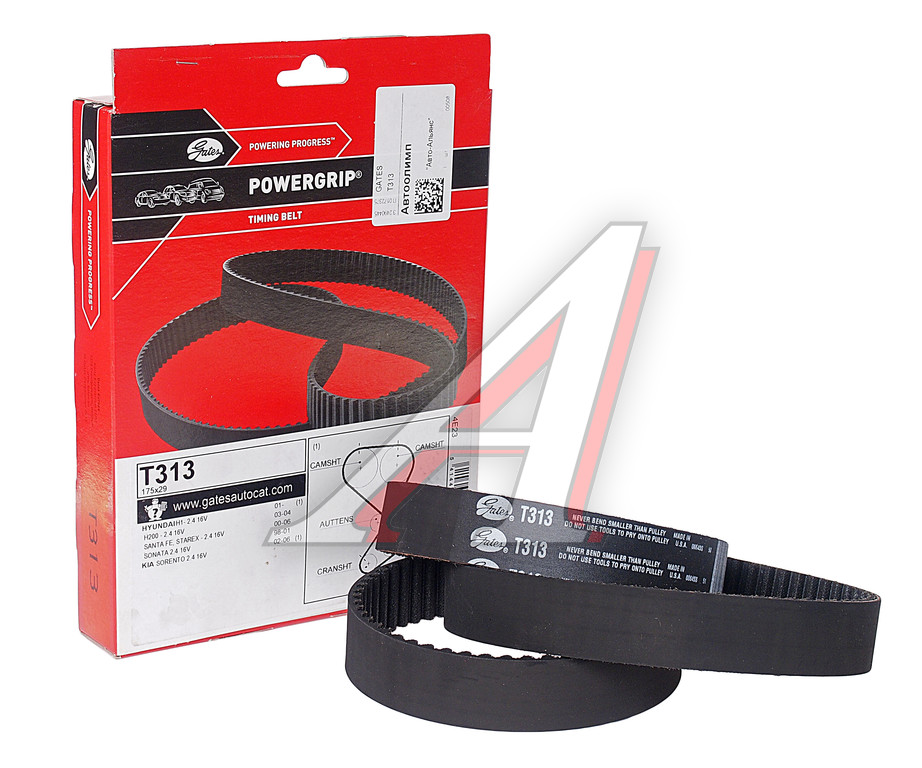 Gates
POWERING PROGRESS™
POWERGRIP®
TIMING BELT
POWERING PROGRESS™
GATES
T313
Автоолимп
"Авто-Альянс"
T313
175x29
www.gatesautocat.com
HYUNDAI H1 - 2.4 16V 01- (1)
H200 - 2.4 16V 03-04
SANTA FE, STAREX - 2.4 16V 00-06
SONATA 2.4 16V 98-01
KIA SORENTO 2.4 16V 02-06 (1)
(1)
CAMSHT
CAMSHT
AUTTENS
CRANSHT
4E23
T313
Gates® T313 NEVER BEND SMALLER THAN PULLEY MADE IN
DO NOT USE TOOLS TO PRY ONTO PULLEY U.S.A.
Gates® T313 NEVER BEND SMALLER THAN PULLEY MADE IN
DO NOT USE TOOLS TO PRY ONTO PULLEY U.S.A.
Gates